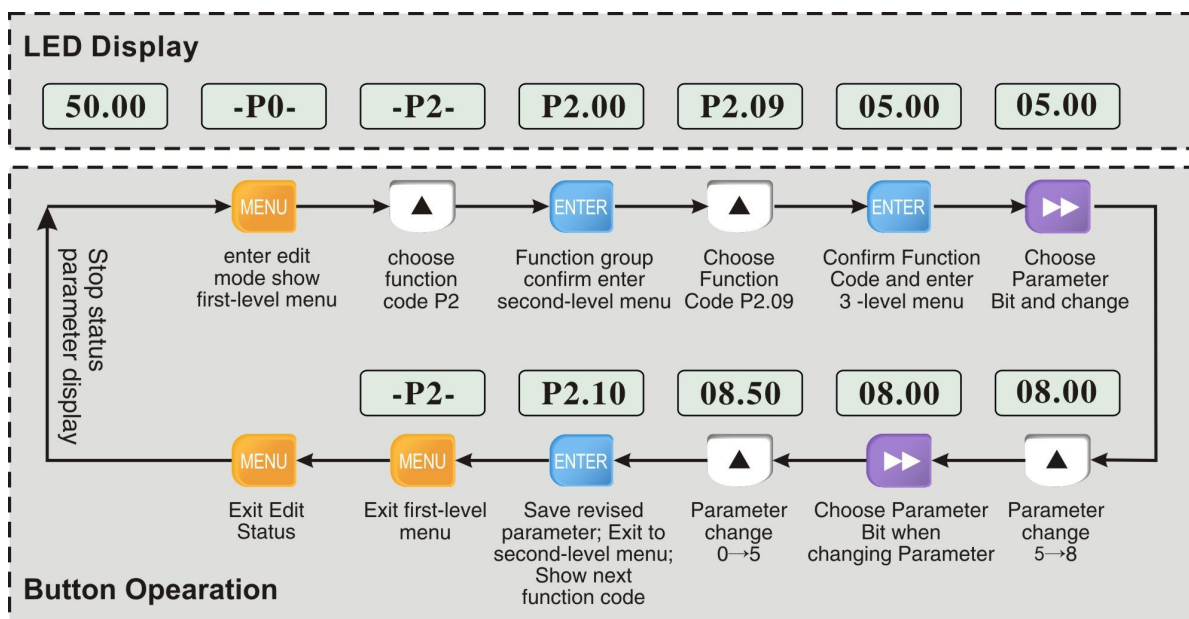 LED Display
50.00
-P0-
-P2-
P2.00
P2.09
05.00
05.00
Stop status
parameter display
MENU
enter edit
mode show
first-level menu
▲
choose
function
code P2
ENTER
Function group
confirm enter
second-level menu
▲
Choose
Function
Code P2.09
ENTER
Confirm Function
Code and enter
3 -level menu
▶▶
Choose
Parameter
Bit and change
-P2-
P2.10
08.50
08.00
08.00
MENU
Exit Edit
Status
MENU
Exit first-level
menu
ENTER
Save revised
parameter; Exit to
second-level menu;
Show next
function code
▲
Parameter
change
0→5
▶▶
Choose Parameter
Bit when
changing Parameter
▲
Parameter
change
5→8
Button Opearation